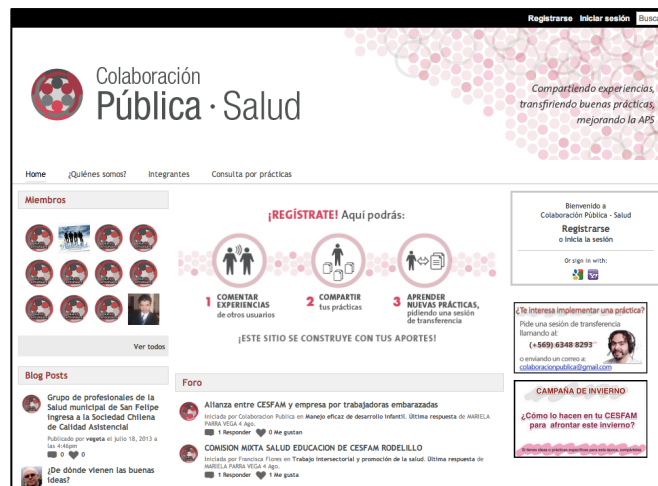 Registrarse Iniciar sesión Busca
Colaboración
Pública · Salud
Compartiendo experiencias,
transfiriendo buenas prácticas,
mejorando la APS
Home ¿Quiénes somos? Integrantes Consulta por prácticas
Miembros
Ver todos
Blog Posts
Grupo de profesionales de la
Salud municipal de San Felipe
ingresa a la Sociedad Chilena
de Calidad Asistencial
Publicado por vegeta el julio 18, 2013 a
las 4:46pm
0 0
¿De dónde vienen las buenas
ideas?
¡REGÍSTRATE! Aquí podrás:
1 COMENTAR
EXPERIENCIAS
de otros usuarios
2 COMPARTIR
tus prácticas
3 APRENDER
NUEVAS PRÁCTICAS,
pidiendo una sesión
de transferencia
¡ESTE SITIO SE CONSTRUYE CON TUS APORTES!
Foro
Alianza entre CESFAM y empresa por trabajadoras embarazadas
Iniciada por Colaboracion Publica en Manejo eficaz de desarrollo infantil. Última respuesta de MARIELA
PARRA VEGA 4 Ago.
1 Responder 0 Me gustan
COMISION MIXTA SALUD EDUCACION DE CESFAM RODELILLO
Iniciada por Francisca Flores en Trabajo intersectorial y promoción de la salud. Última respuesta de
MARIELA PARRA VEGA 4 Ago.
1 Responder 1 Me gusta
Bienvenido a
Colaboración Pública - Salud
Registrarse
o Inicia la sesión
Or sign in with:
¿Te interesa implementar una práctica?
Pide una sesión de transferencia
llamando al:
(+569) 6348 8293
o enviando un correo a:
colaboracionpublica@gmail.com
CAMPAÑA DE INVIERNO
¿Cómo lo hacen en tu CESFAM
para afrontar este invierno?
Si tienes ideas o prácticas específicas para esta época, compártelas